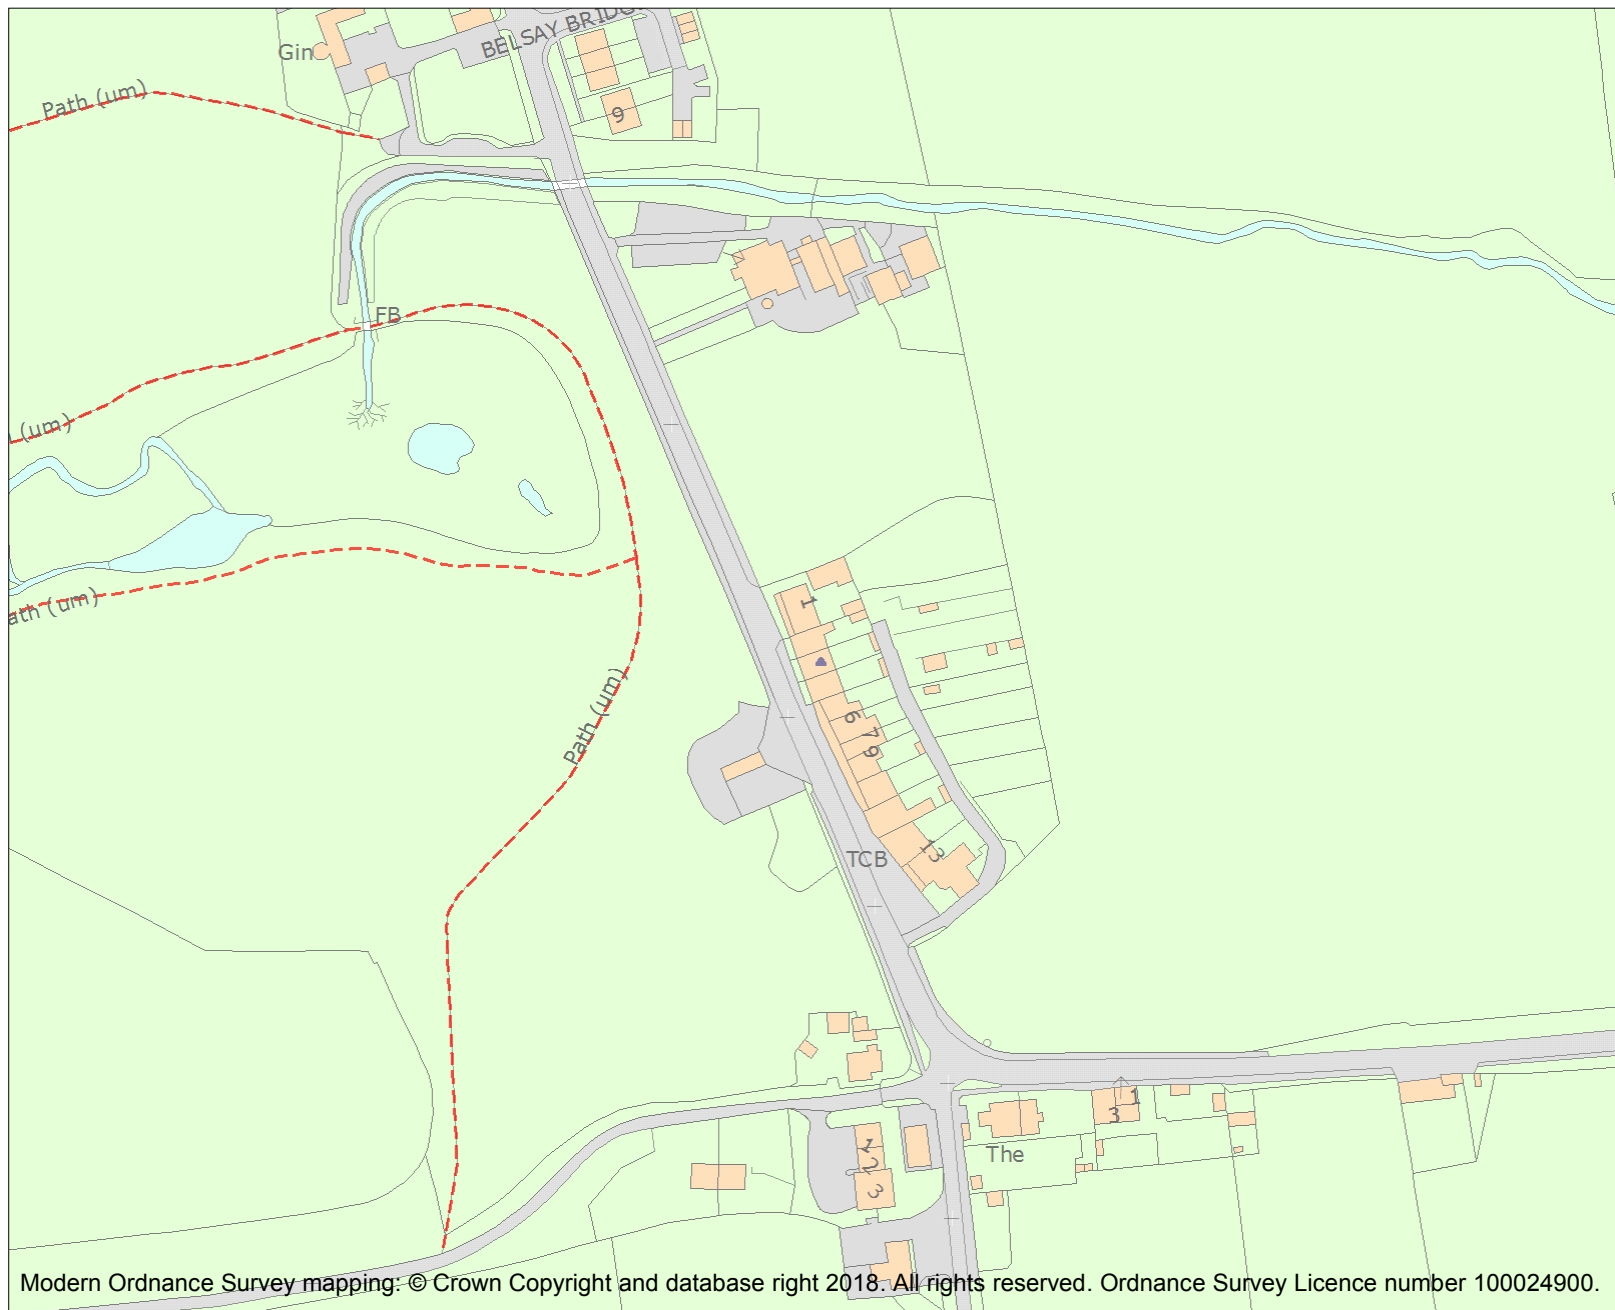 BELSAY BRIDG
Gin
Path (um)
9
FB
(um)
ath (um)
1
Path (um)
6
7
9
TCB
13
1
3
The
1
2
3
Modern Ordnance Survey mapping: © Crown Copyright and database right 2018. All rights reserved. Ordnance Survey Licence number 100024900.